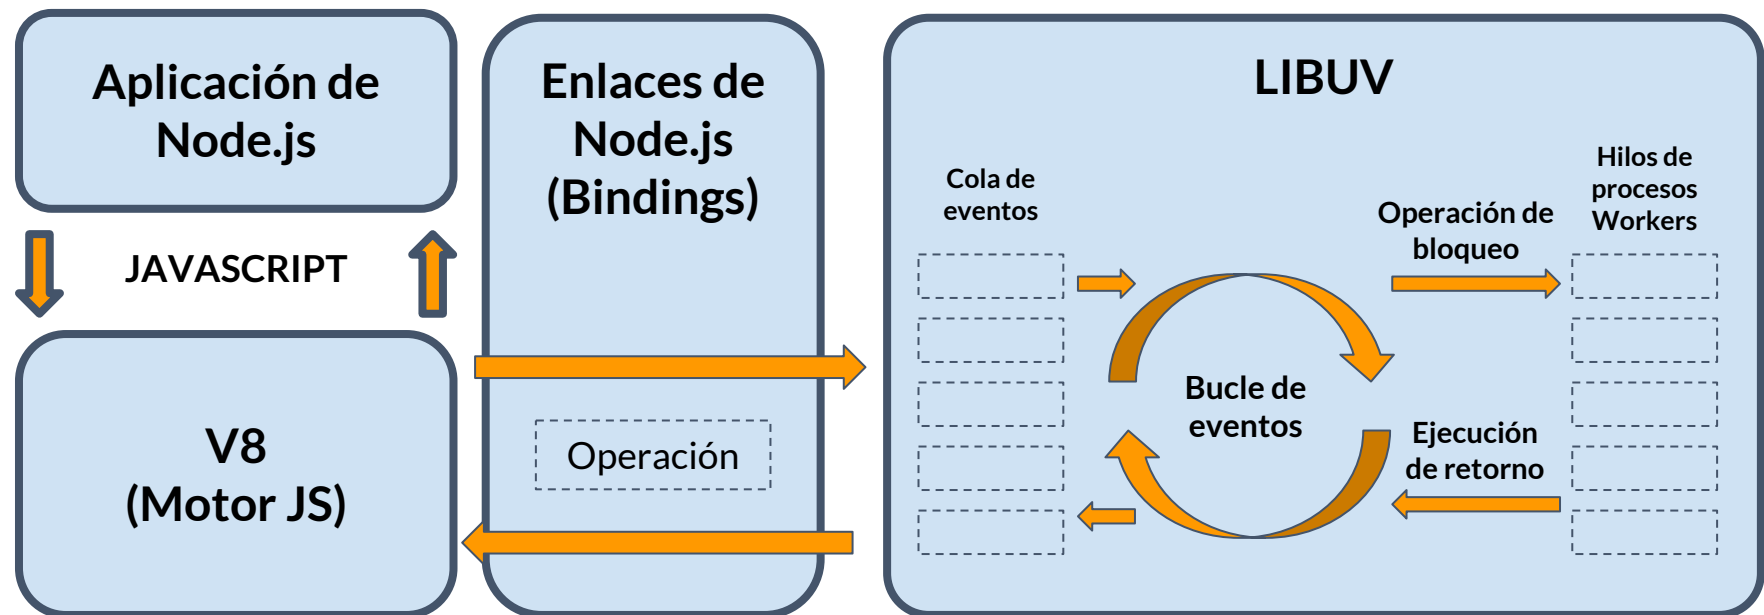 Aplicación de
Node.js
JAVASCRIPT
V8
(Motor JS)
Enlaces de
Node.js
(Bindings)
Operación
LIBUV
Cola de
eventos
Bucle de
eventos
Operación de
bloqueo
Ejecución
de retorno
Hilos de
procesos
Workers